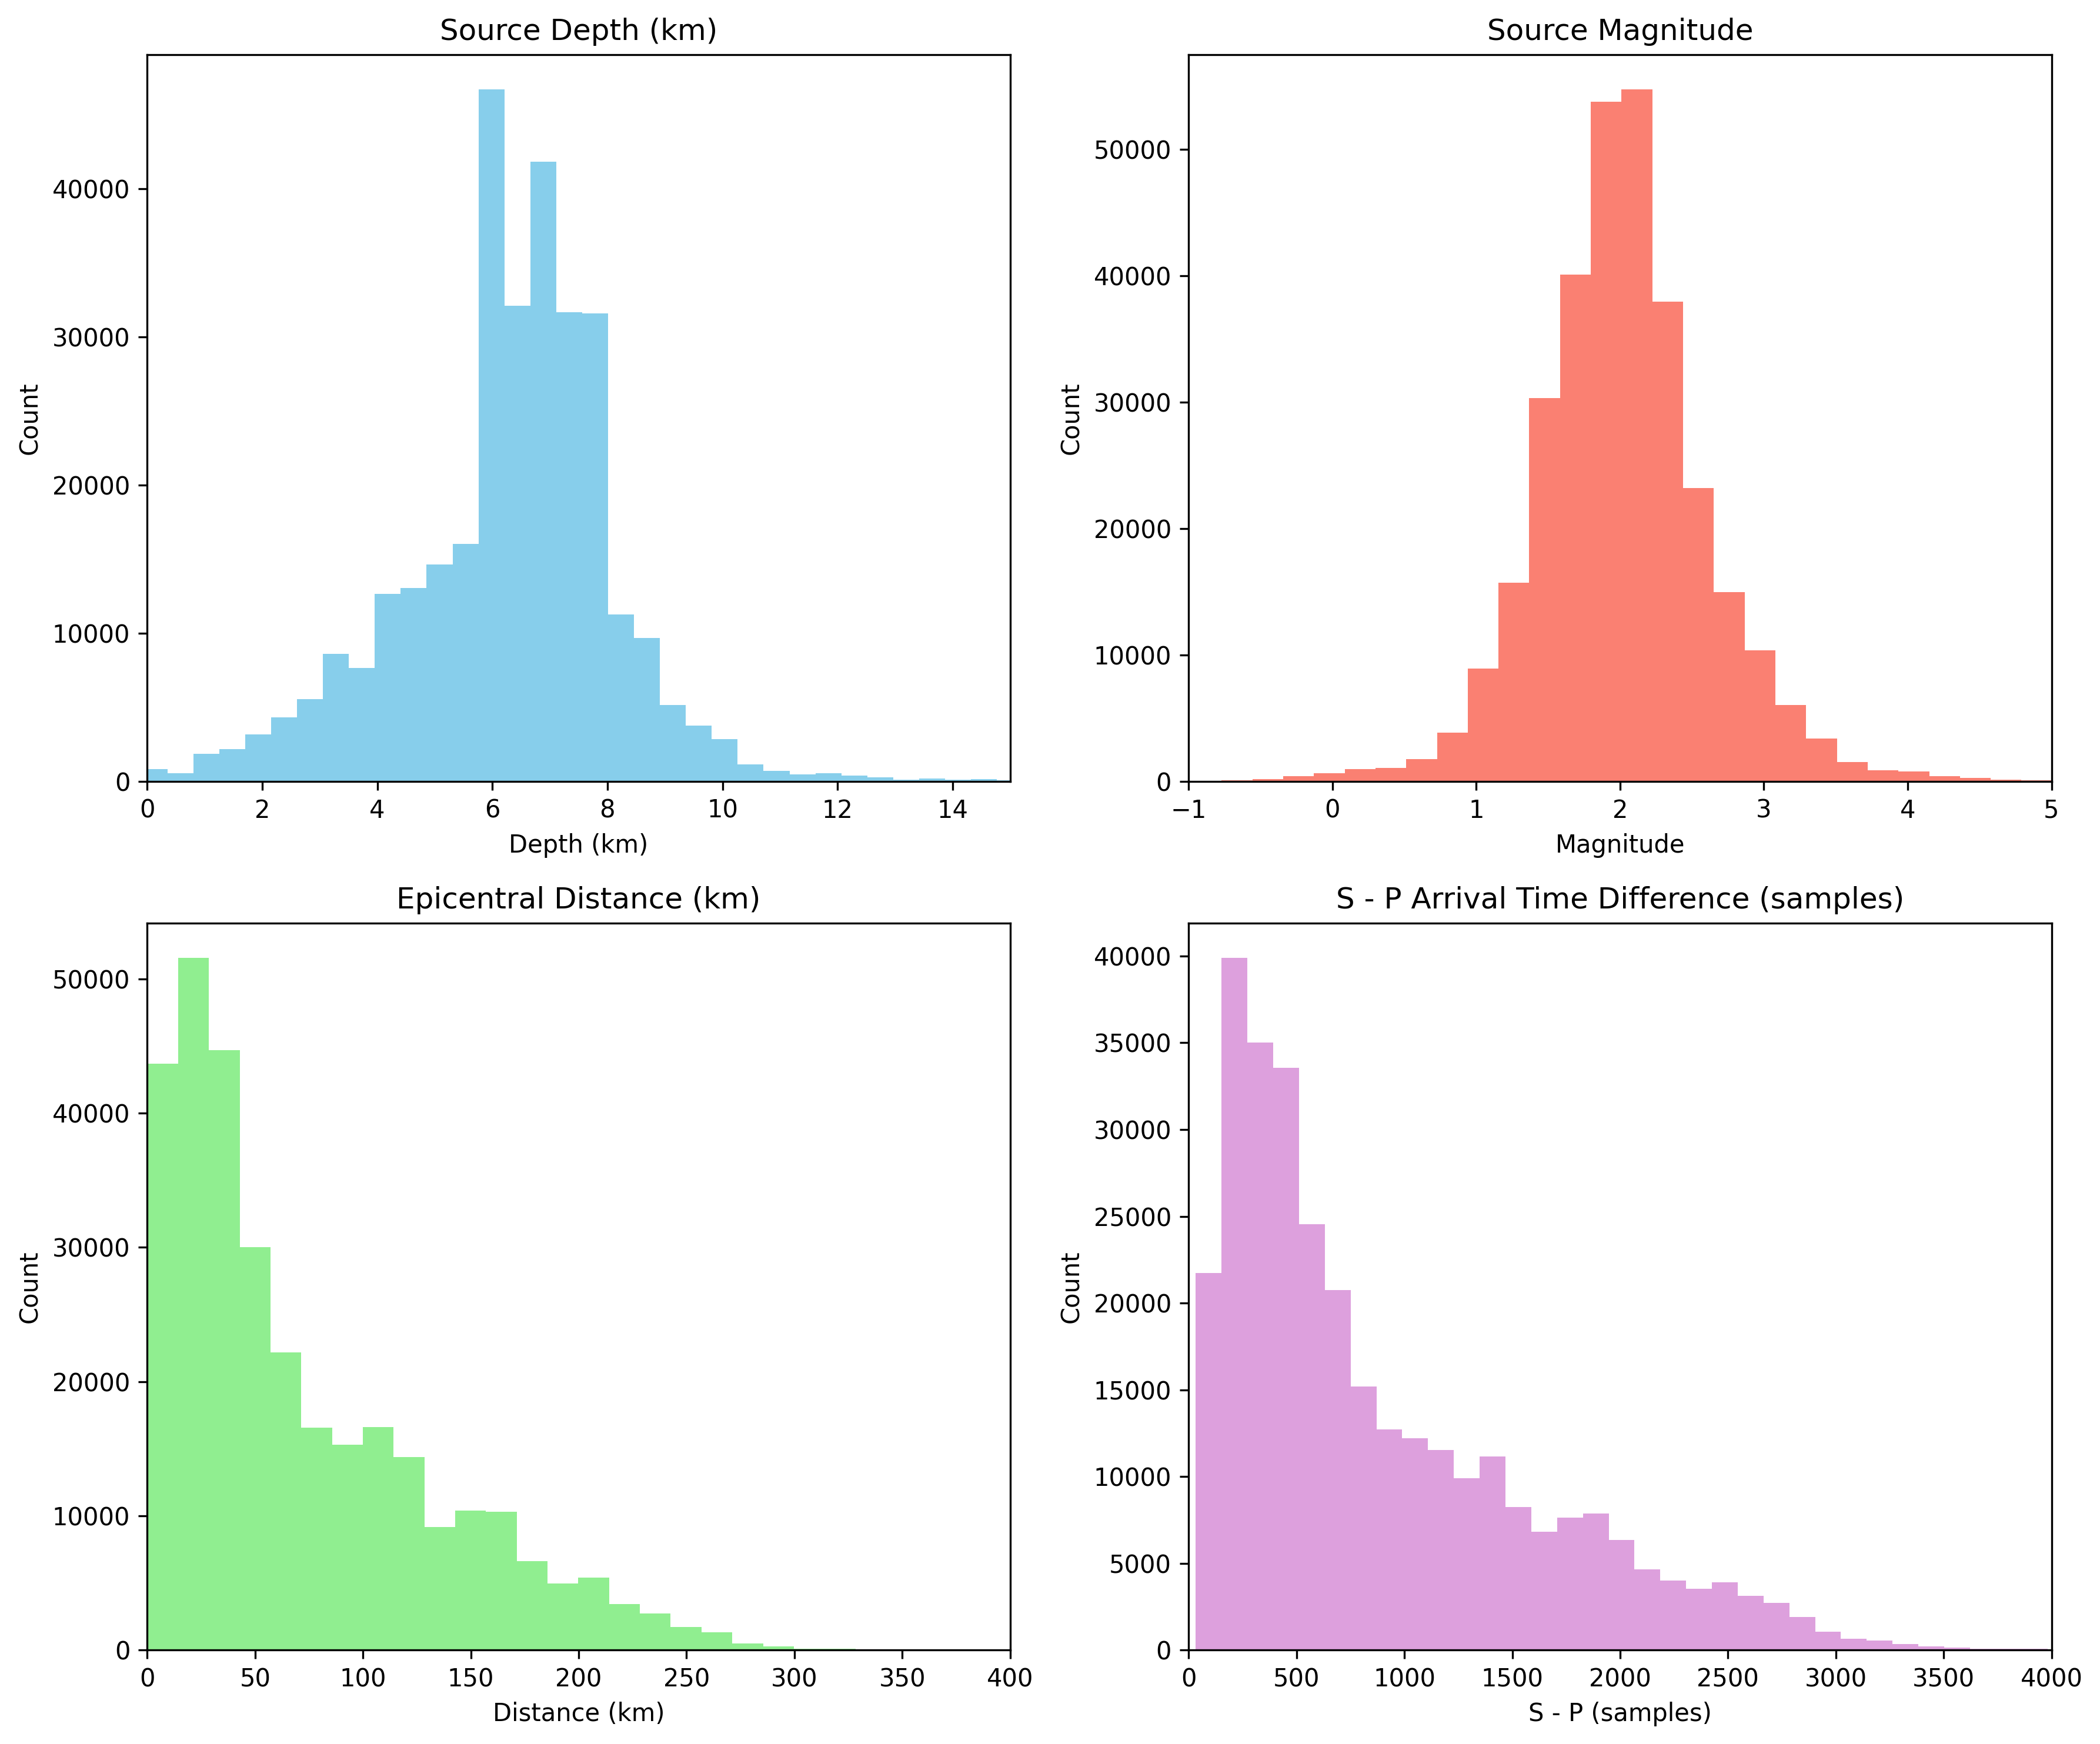 Source Depth (km)
Count
0
10000
20000
30000
40000
0 2 4 6 8 10 12 14
Depth (km)
Source Magnitude
Count
0
10000
20000
30000
40000
50000
−1 0 1 2 3 4 5
Magnitude
Epicentral Distance (km)
Count
0
10000
20000
30000
40000
50000
0 50 100 150 200 250 300 350 400
Distance (km)
S - P Arrival Time Difference (samples)
Count
0
5000
10000
15000
20000
25000
30000
35000
40000
0 500 1000 1500 2000 2500 3000 3500 4000
S - P (samples)